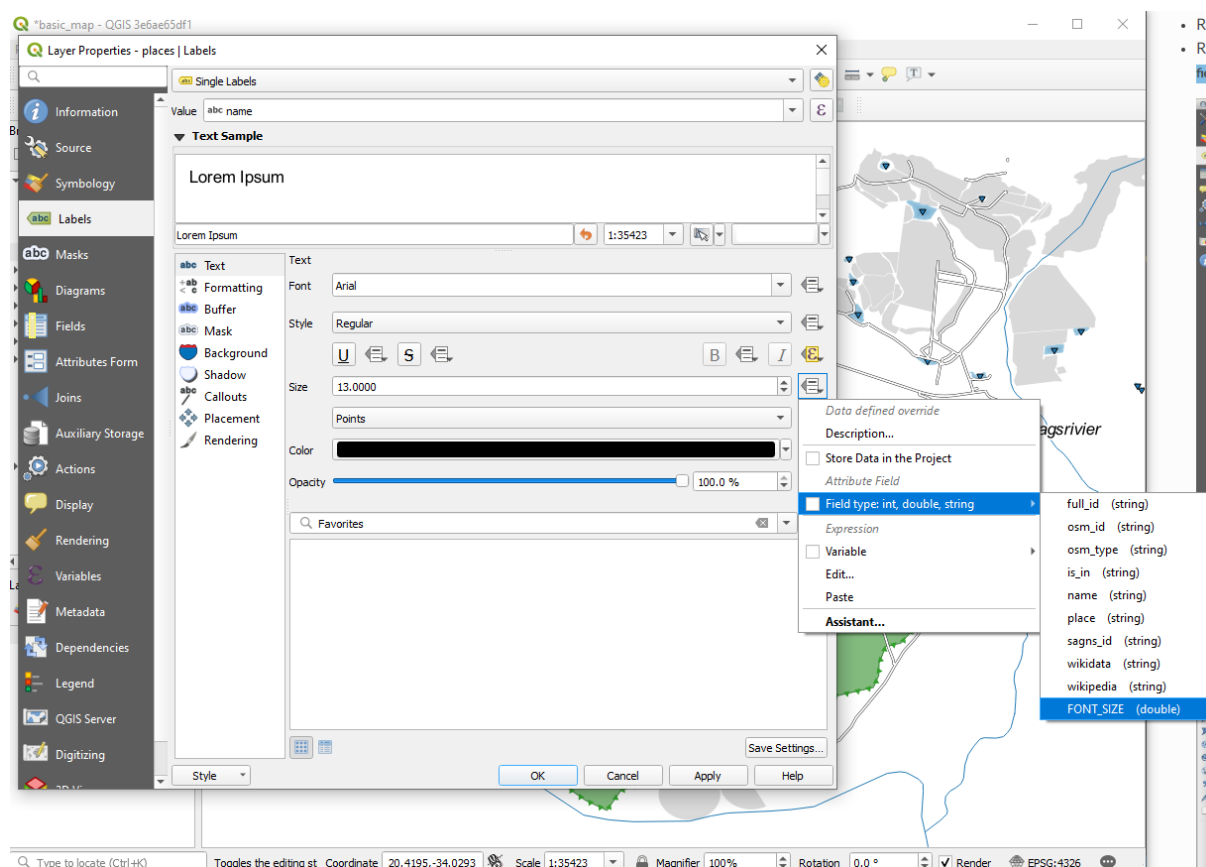 *basic_map - QGIS 3e6ae65df1
Layer Properties - places | Labels
Single Labels
Information
Value abc name ε
Text Sample
Source
Lorem Ipsum
Symbology
abc Labels
Lorem Ipsum 1:35423
abc Masks
abc Text
Text
Diagrams
Formatting
Font Arial
abc Buffer
Fields
abc Mask
Style Regular
Background
U S B I ε
Attributes Form
Shadow
Joins
abc Callouts
Size 13.0000
Placement
Points
Auxiliary Storage
Rendering
Color
Actions
Opacity 100.0 %
Display
Favorites
Rendering
Variables
Metadata
Dependencies
Legend
QGIS Server
Digitizing
Save Settings...
Style OK Cancel Apply Help
Data defined override
Description...
Store Data in the Project
Attribute Field
Field type: int, double, string
Expression
Variable
Edit...
Paste
Assistant...
full_id (string)
osm_id (string)
osm_type (string)
is_in (string)
name (string)
place (string)
sagns_id (string)
wikidata (string)
wikipedia (string)
FONT_SIZE (double)
agsrivier
Type to locate (Ctrl+K) Toggles the editing st Coordinate 20.4195,-34.0293 Scale 1:35423 Magnifier 100% Rotation 0.0 ° Render EPSG:4326